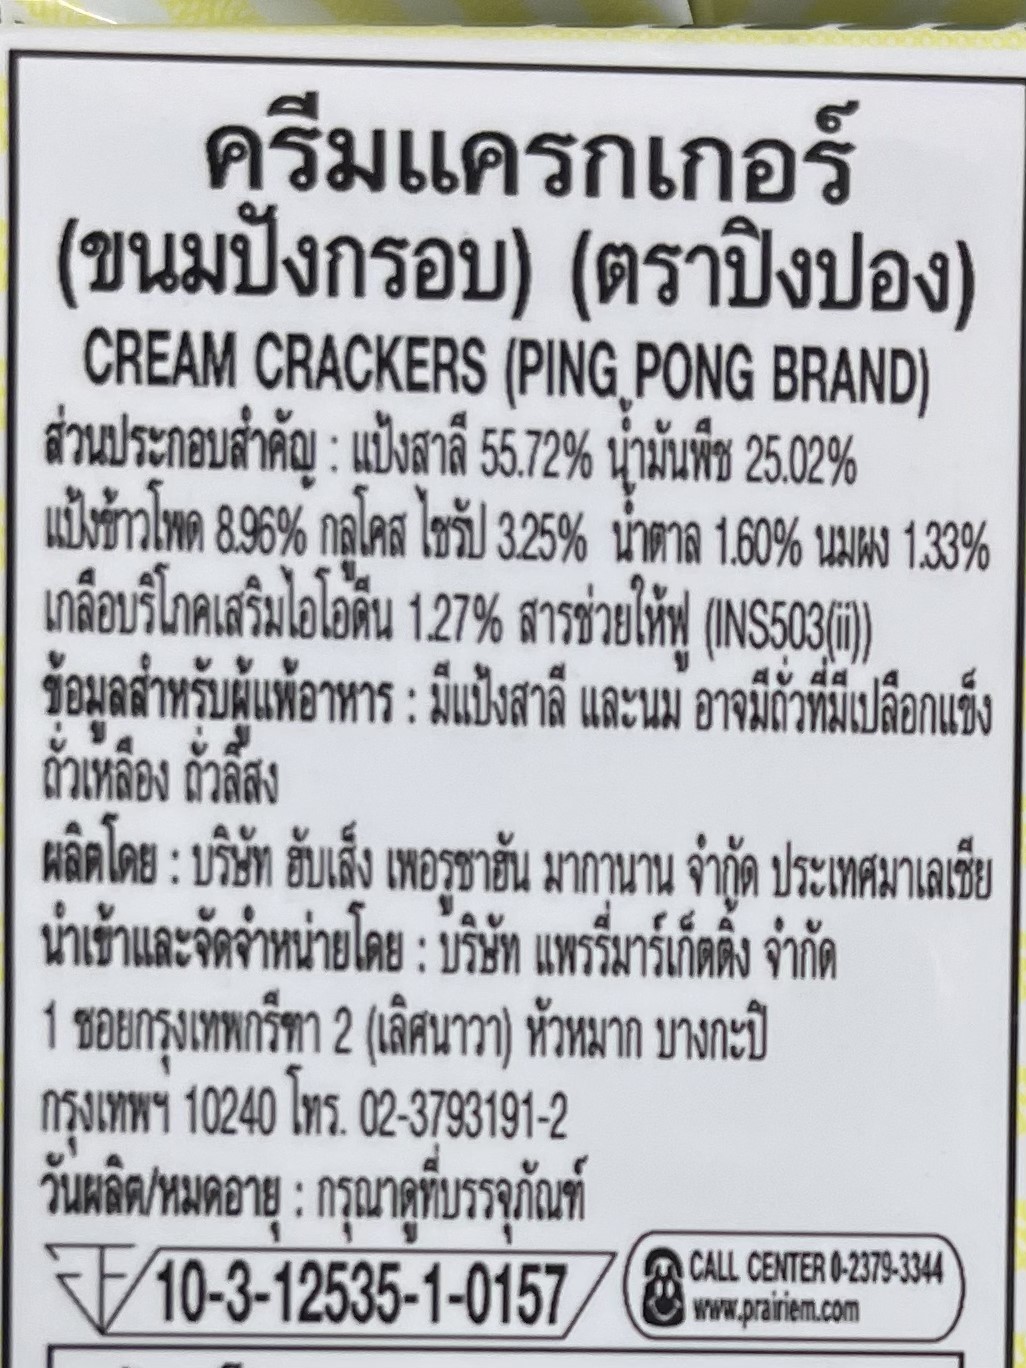 ครีมแครกเกอร์
(ขนมปังกรอบ) (ตราปิงปอง)
CREAM CRACKERS (PING PONG BRAND)
ส่วนประกอบสำคัญ : แป้งสาลี 55.72% น้ำมันพืช 25.02%
แป้งข้าวโพด 8.96% กลูโคส ไซรัป 3.25% น้ำตาล 1.60% นมผง 1.33%
เกลือบริโภคเสริมไอโอดีน 1.27% สารช่วยให้ฟู (INS503(ii))
ข้อมูลสำหรับผู้แพ้อาหาร : มีแป้งสาลี และนม อาจมีถั่วที่มีเปลือกแข็ง
ถั่วเหลือง ถั่วลิสง
ผลิตโดย : บริษัท ฮับเส็ง เพอรูซาฮัน มากานาน จำกัด ประเทศมาเลเซีย
นำเข้าและจัดจำหน่ายโดย : บริษัท แพรรี่มาร์เก็ตติ้ง จำกัด
1 ซอยกรุงเทพกรีฑา 2 (เลิศนาวา) หัวหมาก บางกะปิ
กรุงเทพฯ 10240 โทร. 02-3793191-2
วันผลิต/หมดอายุ : กรุณาดูที่บรรจุภัณฑ์
10-3-12535-1-0157
CALL CENTER 0-2379-3344
www.prairiem.com